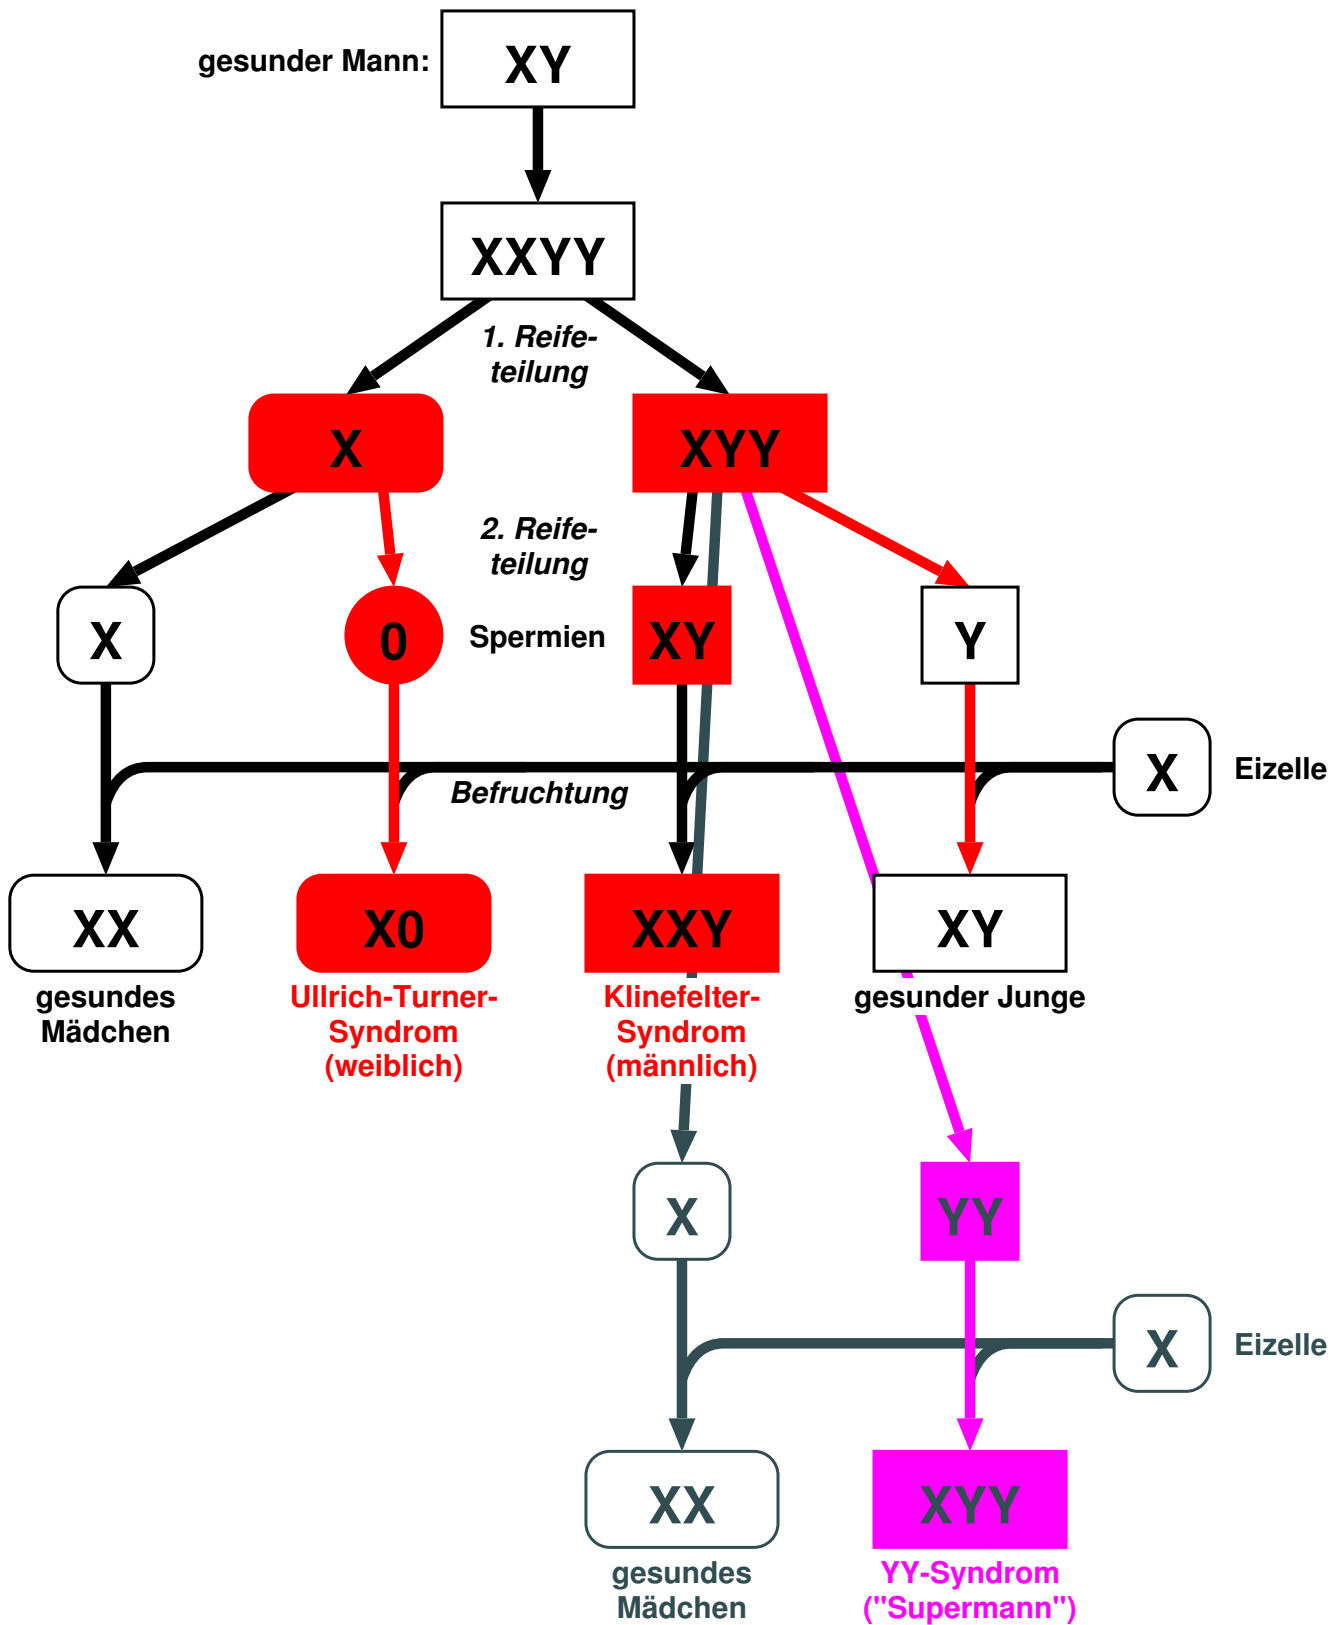 gesunder Mann:
XY
XXYY
1. Reife-
teilung
X
XYY
2. Reife-
teilung
X
0
Spermien
XY
Y
X
Eizelle
Befruchtung
XX
X0
XXY
XY
gesundes
Mädchen
Ullrich-Turner-
Syndrom
(weiblich)
Klinefelter-
Syndrom
(männlich)
gesunder Junge
X
YY
X
Eizelle
XX
XYY
gesundes
Mädchen
YY-Syndrom
("Supermann")